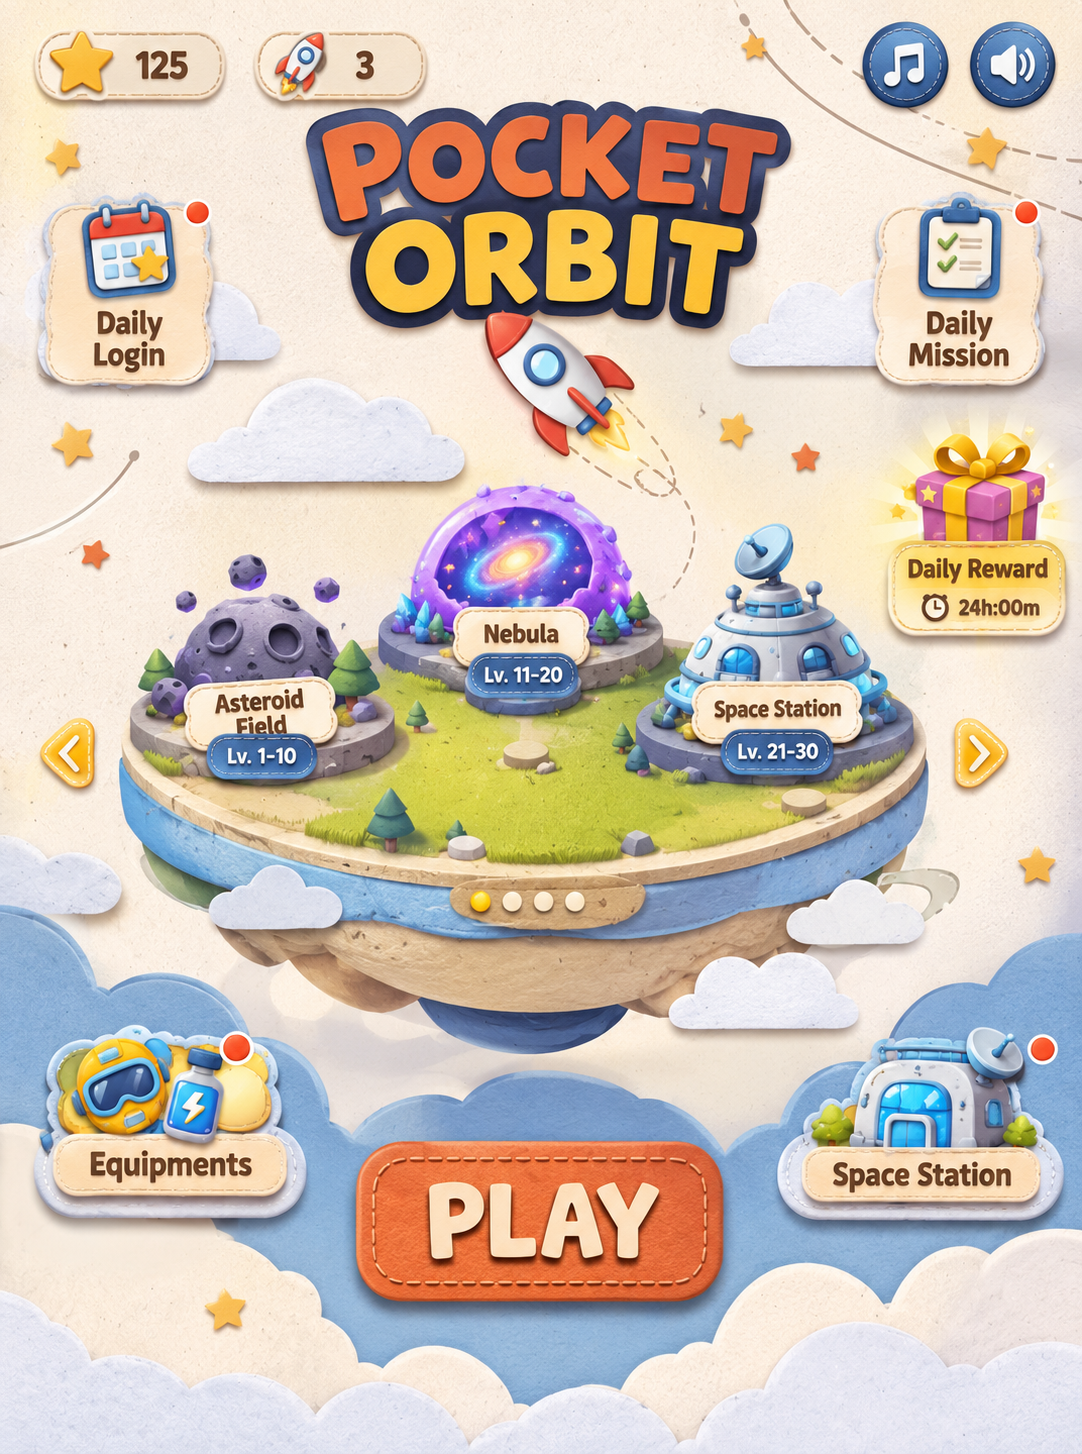 125
3
POCKET
ORBIT
Daily
Login
Daily
Mission
Daily Reward
24h:00m
Nebula
Lv. 11-20
Asteroid
Field
Lv. 1-10
Space Station
Lv. 21-30
Equipments
Space Station
PLAY